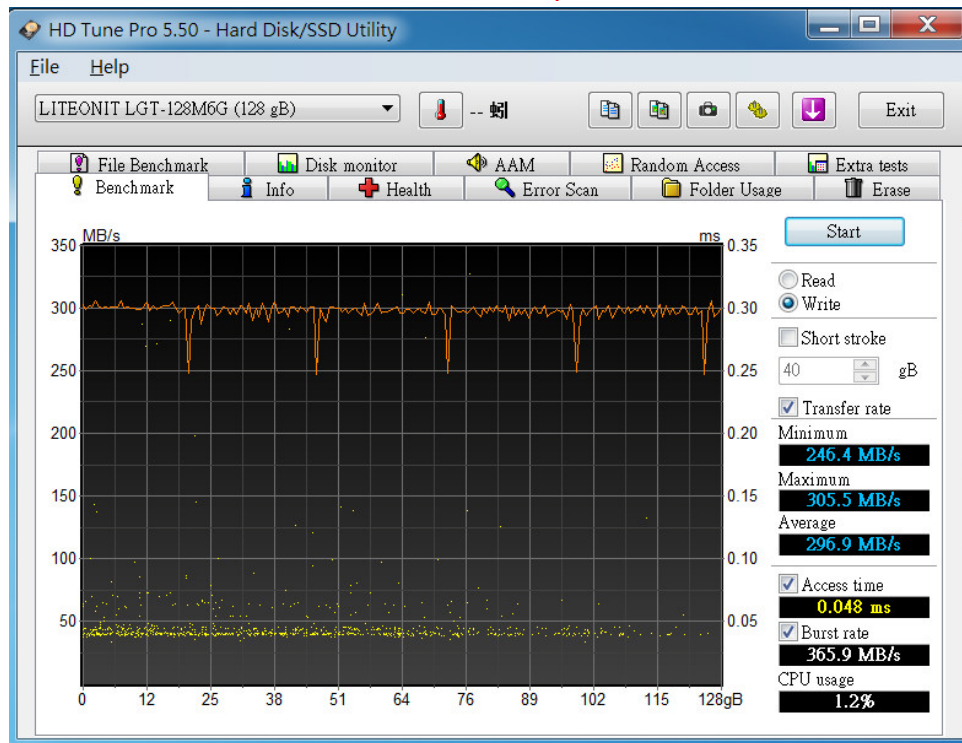 HD Tune Pro 5.50 - Hard Disk/SSD Utility
File Help
LITEONIT LGT-128M6G (128 gB) -- 蚓 Exit
File Benchmark Disk monitor AAM Random Access Extra tests
Benchmark Info Health Error Scan Folder Usage Erase
MB/s ms
350 0.35
300 0.30
250 0.25
200 0.20
150 0.15
100 0.10
50 0.05
0 12 25 38 51 64 76 89 102 115 128gB
Start
Read
Write
Short stroke
40 gB
Transfer rate
Minimum
246.4 MB/s
Maximum
305.5 MB/s
Average
296.9 MB/s
Access time
0.048 ms
Burst rate
365.9 MB/s
CPU usage
1.2%